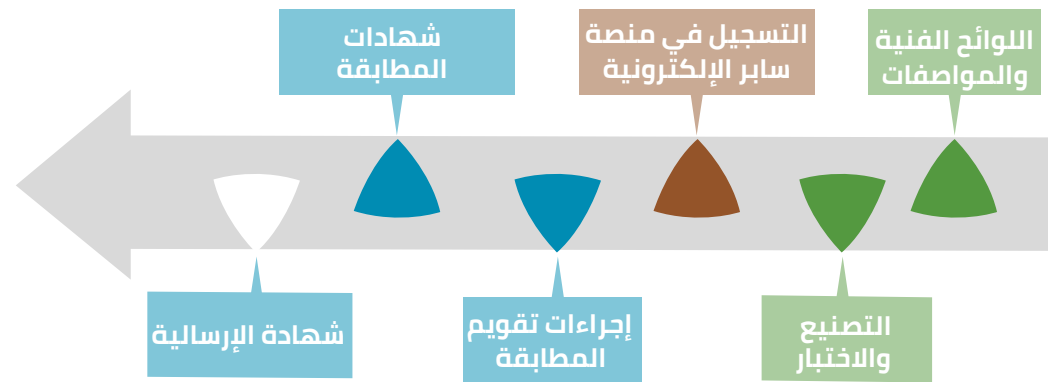 اللوائح الفنية
والمواصفات
التصنيع
والاختبار
التسجيل في منصة
سابر الإلكترونية
إجراءات تقويم
المطابقة
شهادات
المطابقة
شهادة الإرسالية